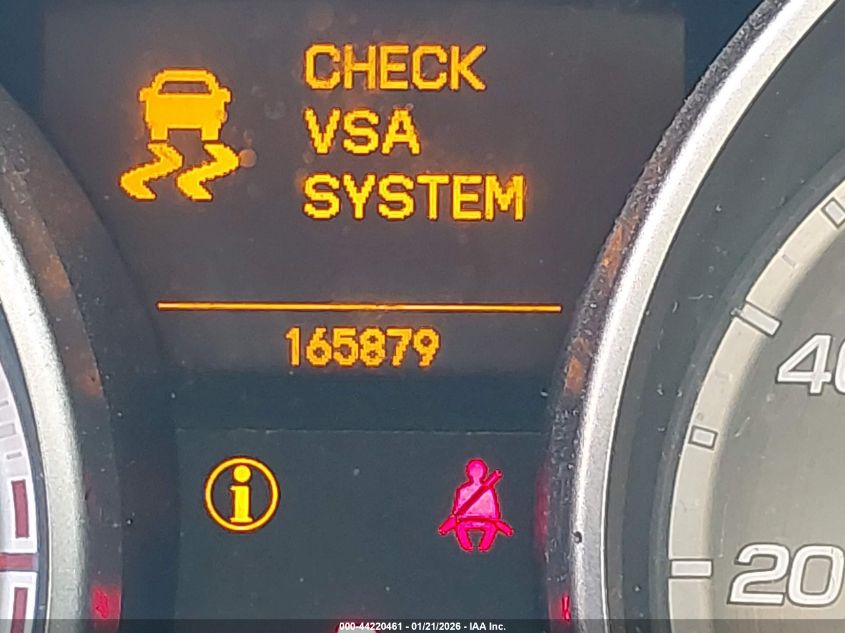 CHECK
VSA
SYSTEM
165879
40
20
000-44220461 - 01/21/2026 - IAA Inc.